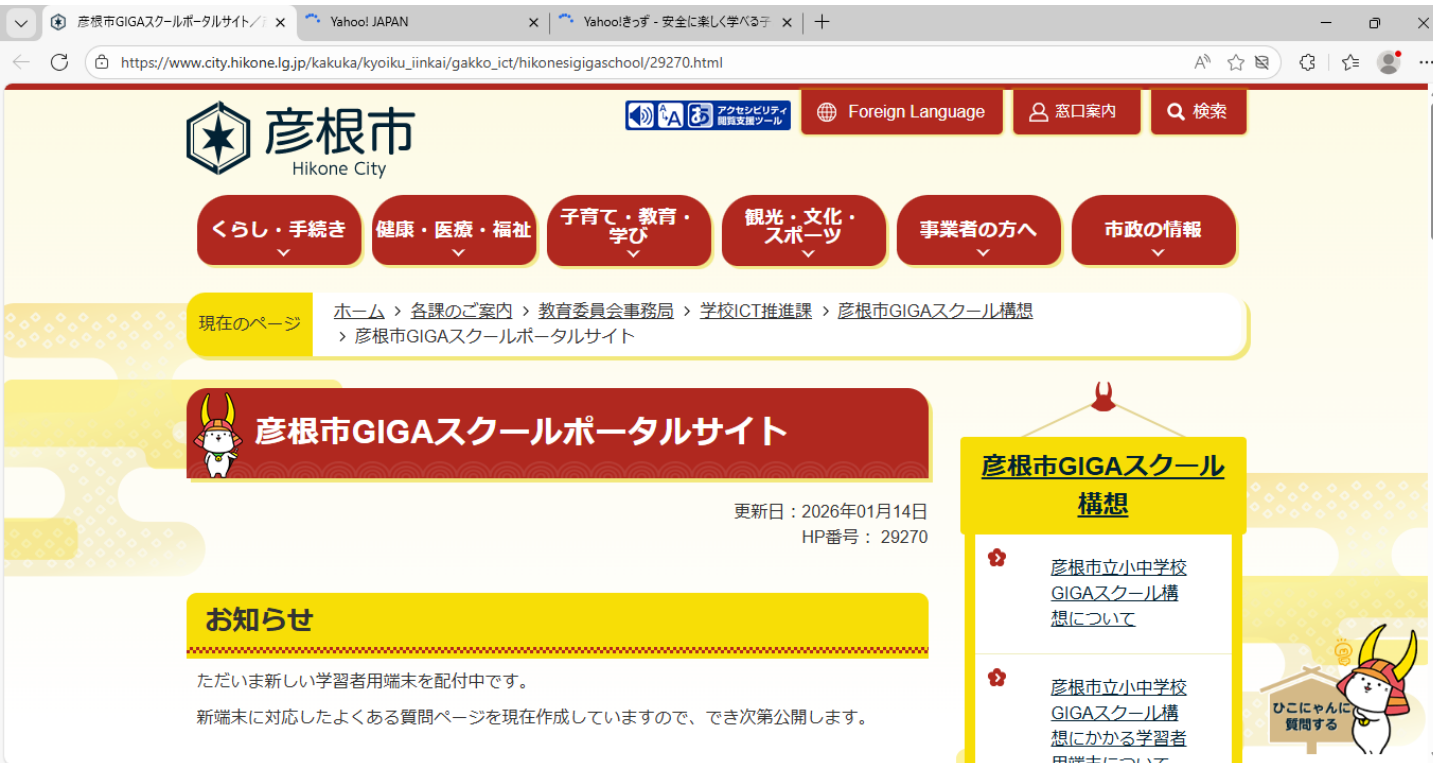 彦根市GIGAスクールポータルサイト／
Yahoo! JAPAN
Yahoo!きっず - 安全に楽しく学べる子
https://www.city.hikone.lg.jp/kakuka/kyoiku_iinkai/gakko_ict/hikonesigigaschool/29270.html
彦根市
Hikone City
アクセシビリティ
閲覧支援ツール
Foreign Language
窓口案内
検索
くらし・手続き
健康・医療・福祉
子育て・教育・
学び
観光・文化・
スポーツ
事業者の方へ
市政の情報
現在のページ
ホーム › 各課のご案内 › 教育委員会事務局 › 学校ICT推進課 › 彦根市GIGAスクール構想
› 彦根市GIGAスクールポータルサイト
彦根市GIGAスクールポータルサイト
更新日：2026年01月14日
HP番号： 29270
お知らせ
ただいま新しい学習者用端末を配付中です。
新端末に対応したよくある質問ページを現在作成していますので、でき次第公開します。
彦根市GIGAスクール
構想
彦根市立小中学校
GIGAスクール構
想について
彦根市立小中学校
GIGAスクール構
想にかかる学習者
用端末について
ひこにゃんに
質問する